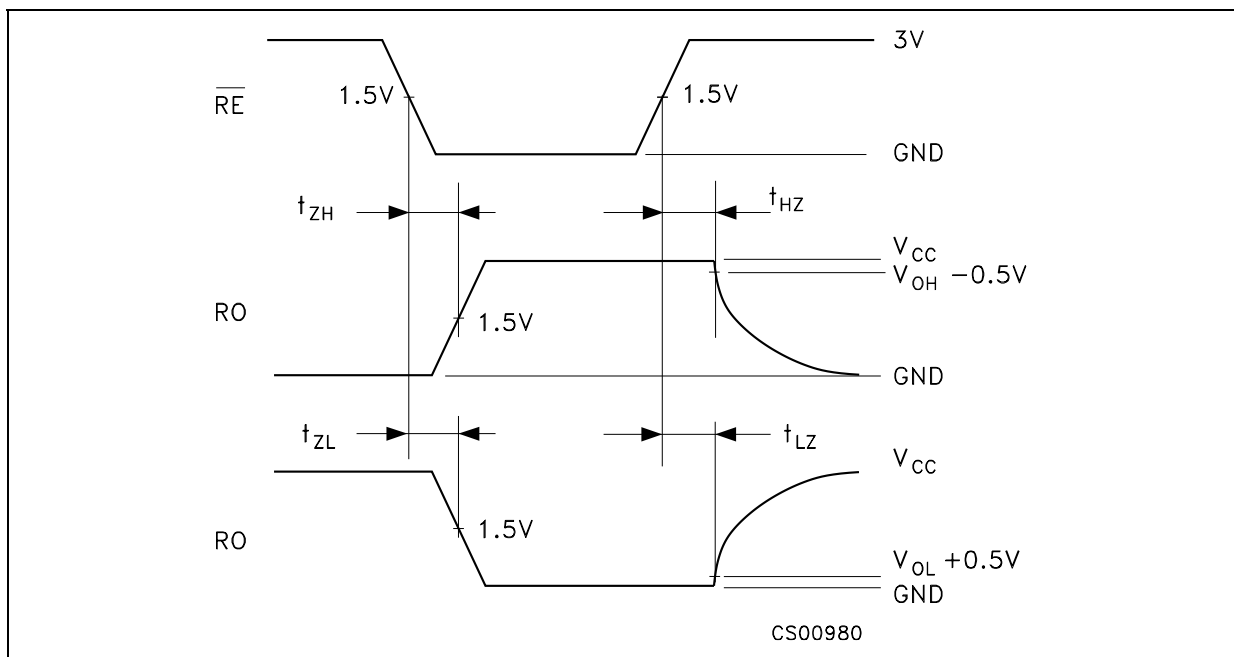 3V
R̅E̅
1.5V
1.5V
GND
tZH
tHZ
VCC
VOH -0.5V
RO
1.5V
GND
tZL
tLZ
VCC
RO
1.5V
VOL +0.5V
GND
CS00980